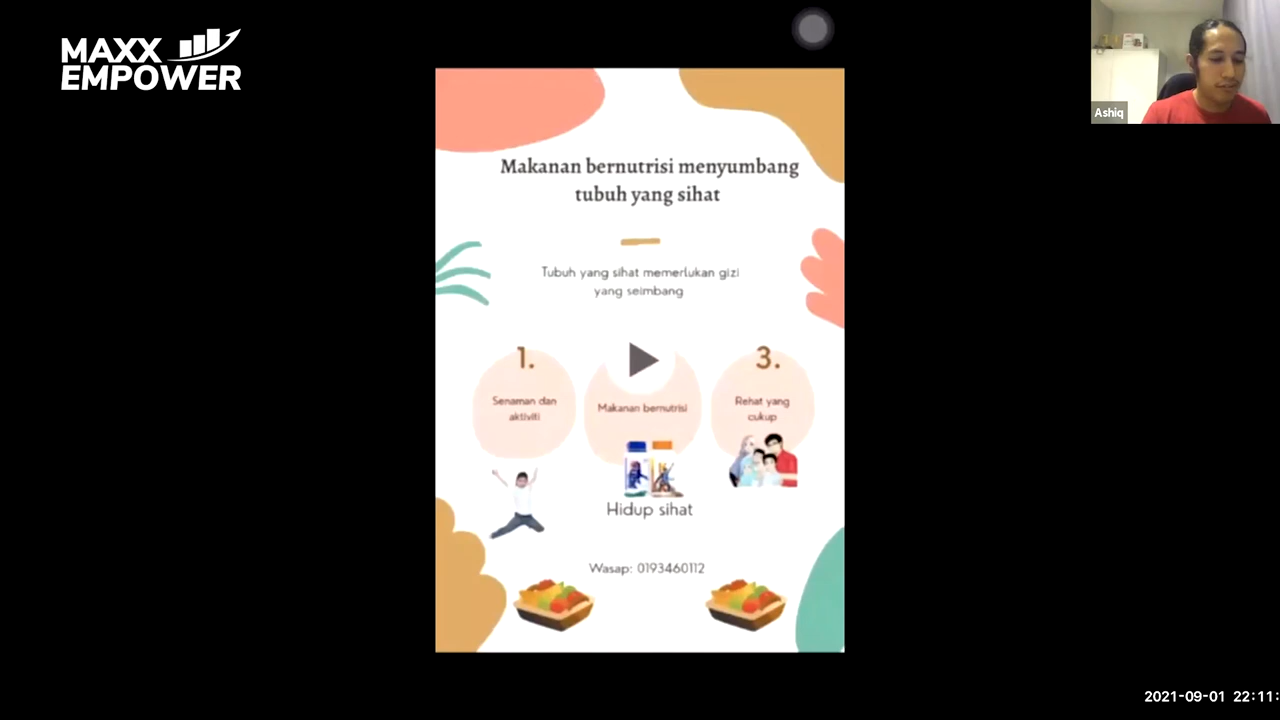 MAXX
EMPOWER
Ashiq
Makanan bernutrisi menyumbang
tubuh yang sihat
Tubuh yang sihat memerlukan gizi
yang seimbang
1.
Senaman dan
aktiviti
Makanan bernutrisi
3.
Rehat yang
cukup
Hidup sihat
Wasap: 0193460112
2021-09-01 22:11: